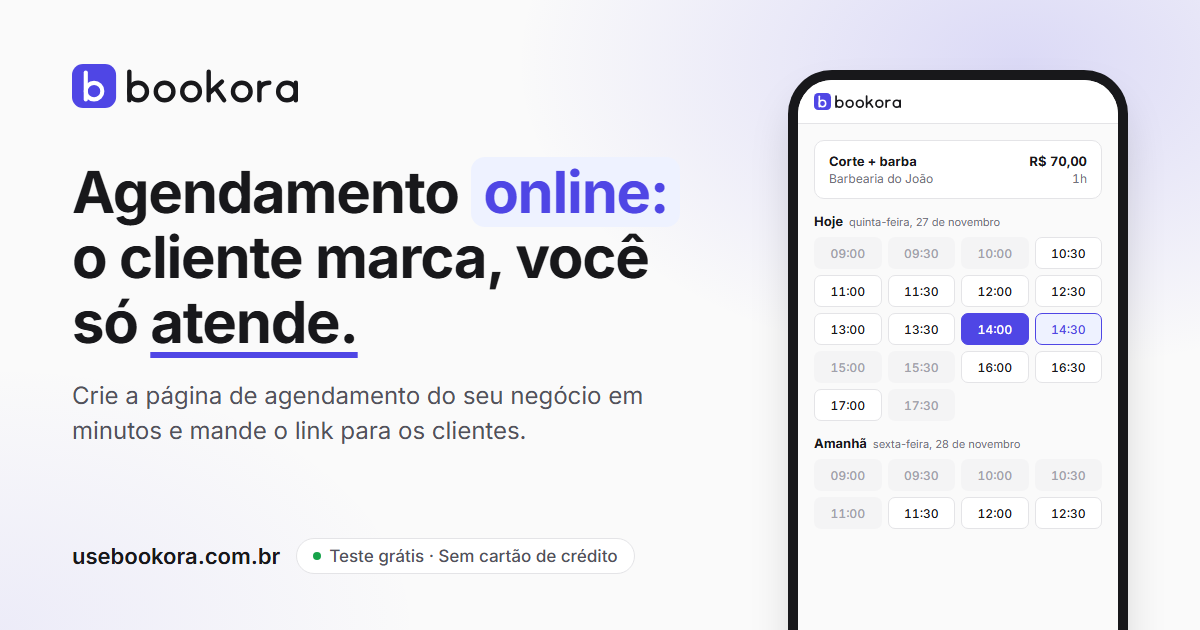 bookora
Agendamento online:
o cliente marca, você
só atende.
Crie a página de agendamento do seu negócio em
minutos e mande o link para os clientes.
usebookora.com.br
Teste grátis · Sem cartão de crédito
bookora
Corte + barba R$ 70,00
Barbearia do João 1h
Hoje quinta-feira, 27 de novembro
09:00 09:30 10:00 10:30
11:00 11:30 12:00 12:30
13:00 13:30 14:00 14:30
15:00 15:30 16:00 16:30
17:00 17:30
Amanhã sexta-feira, 28 de novembro
09:00 09:30 10:00 10:30
11:00 11:30 12:00 12:30